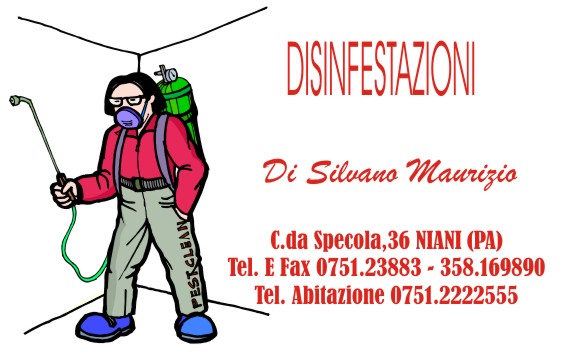 DISINFESTAZIONI
Di Silvano Maurizio
C.da Specola,36 NIANI (PA)
Tel. E Fax 0751.23883 - 358.169890
Tel. Abitazione 0751.2222555
PESTCLEAN